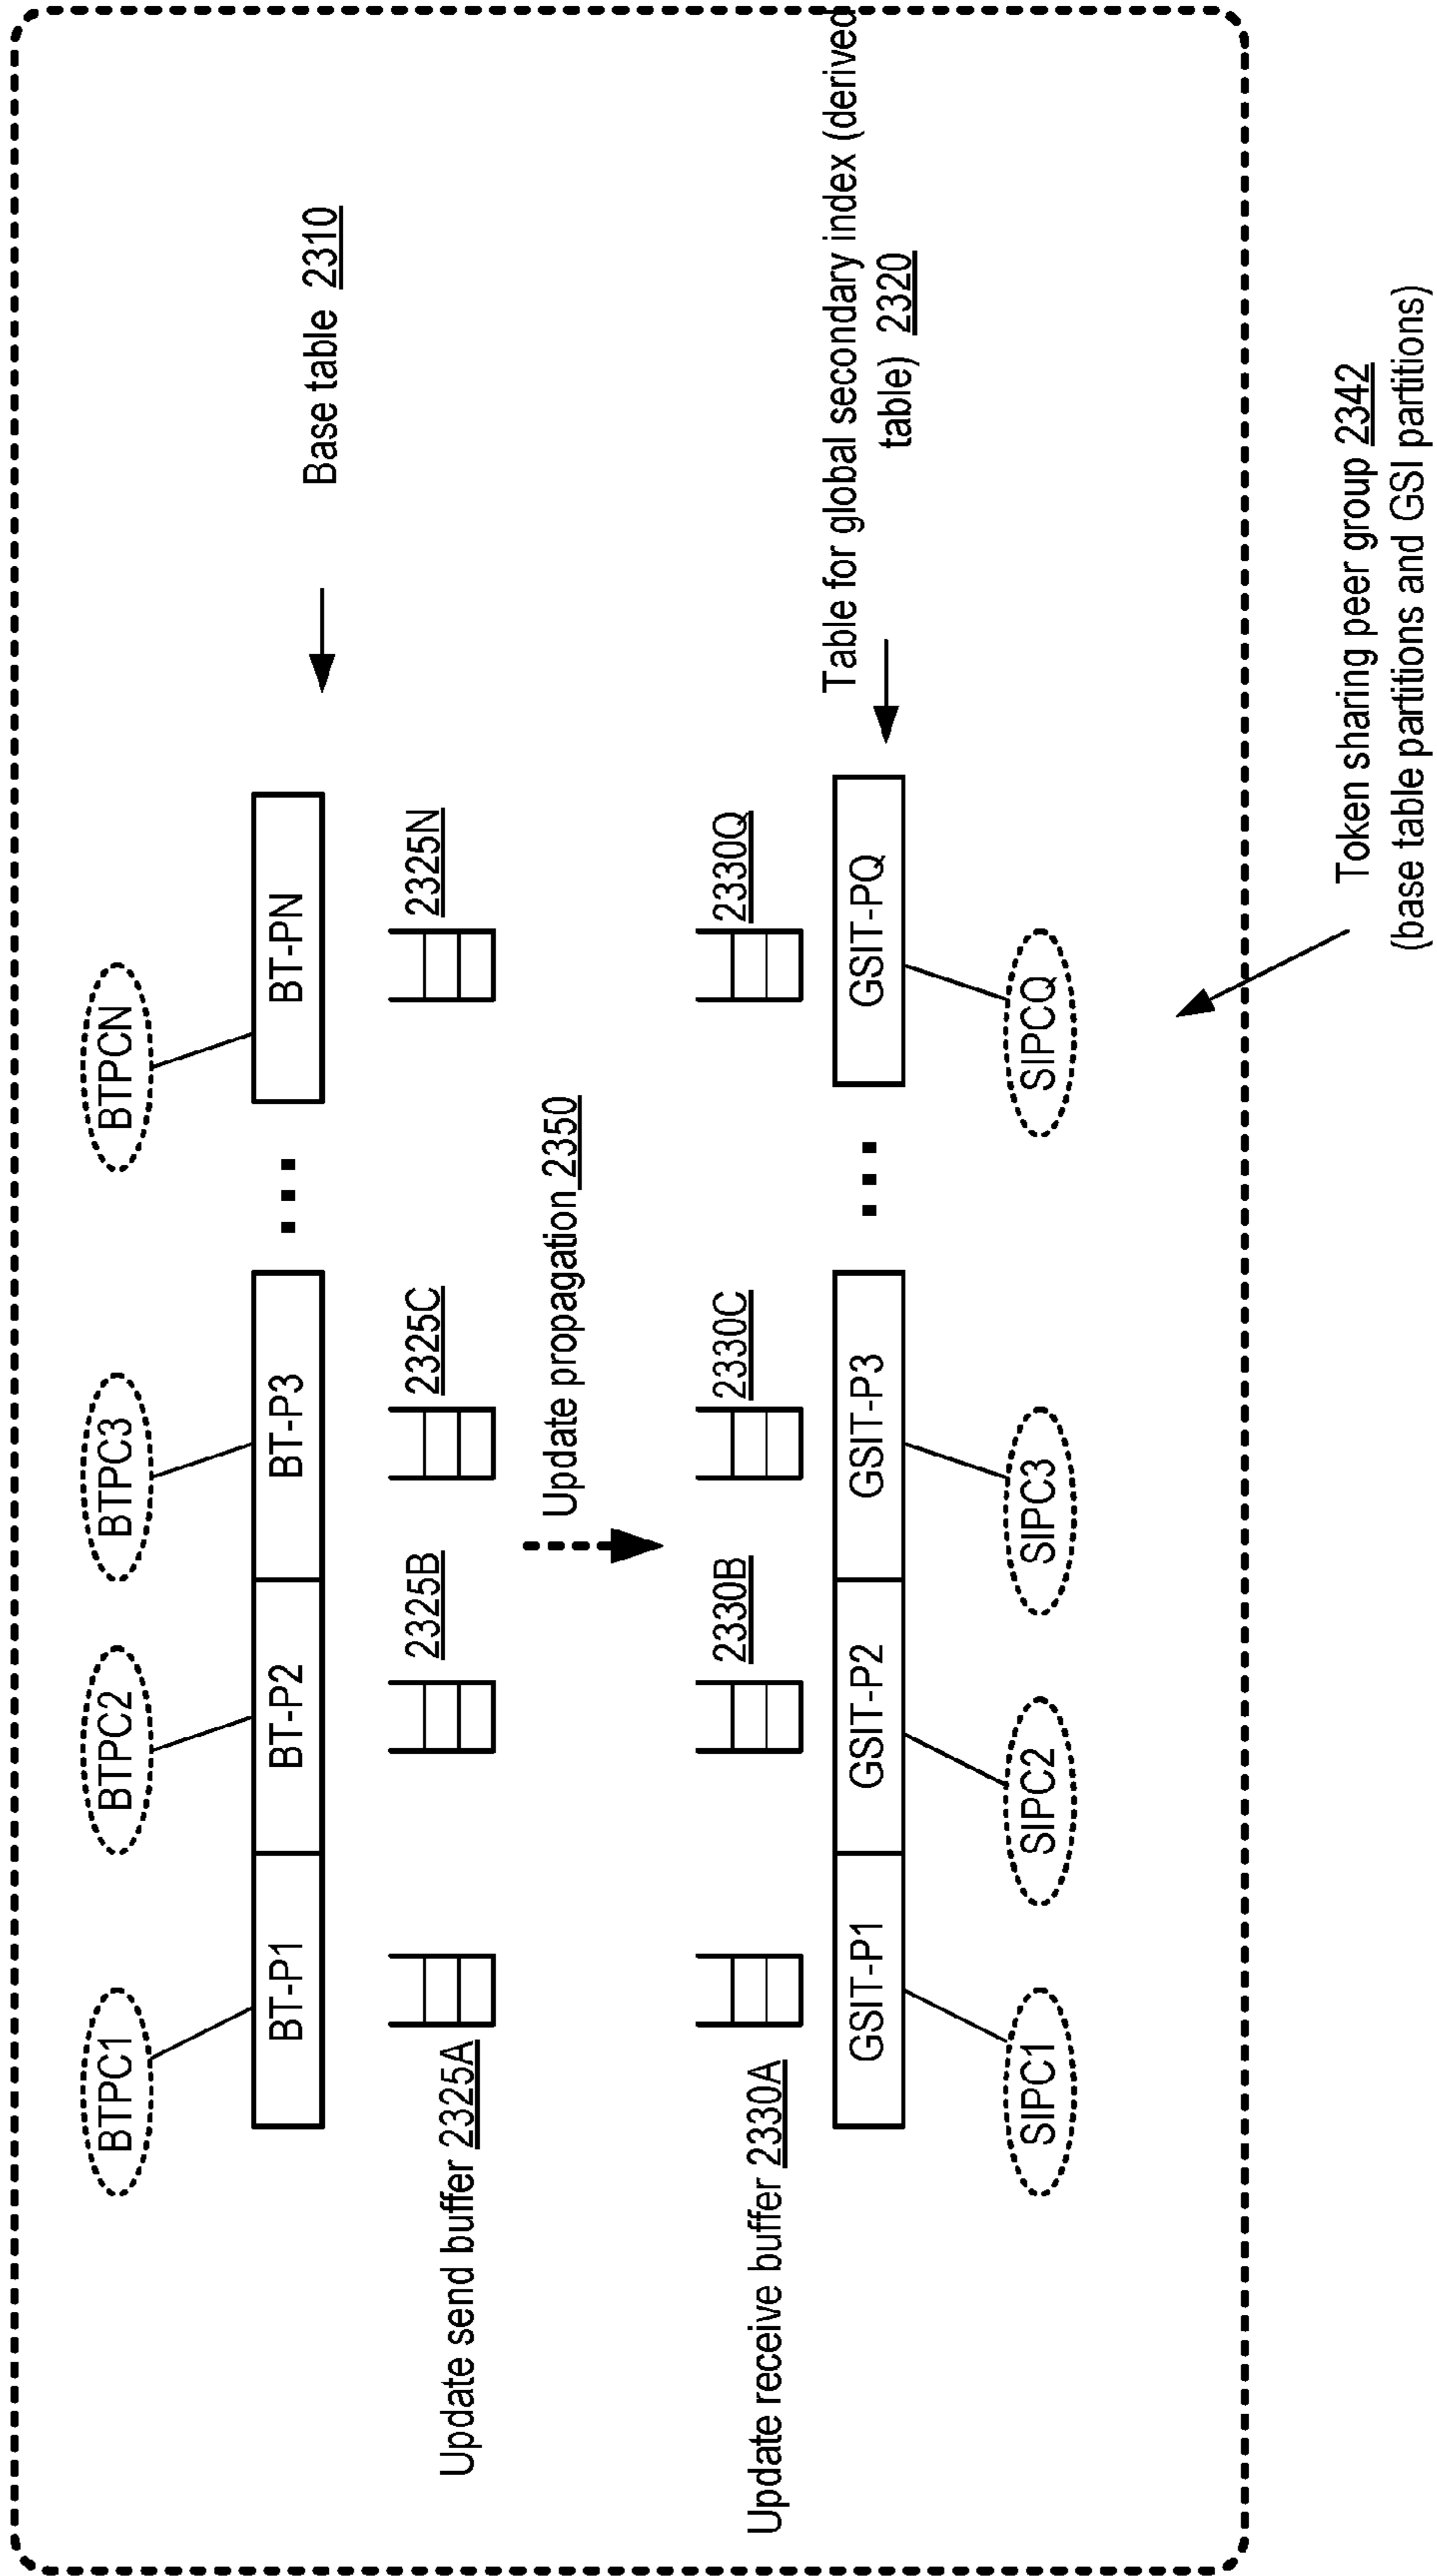 BTPC1
BTPC2
BTPC3
BTPCN
BT-P1
BT-P2
BT-P3
...
BT-PN
Base table 2310
Update send buffer 2325A
2325B
2325C
2325N
Update propagation 2350
Update receive buffer 2330A
2330B
2330C
2330Q
GSIT-P1
GSIT-P2
GSIT-P3
...
GSIT-PQ
Table for global secondary index (derived
table) 2320
SIPC1
SIPC2
SIPC3
SIPCQ
Token sharing peer group 2342
(base table partitions and GSI partitions)